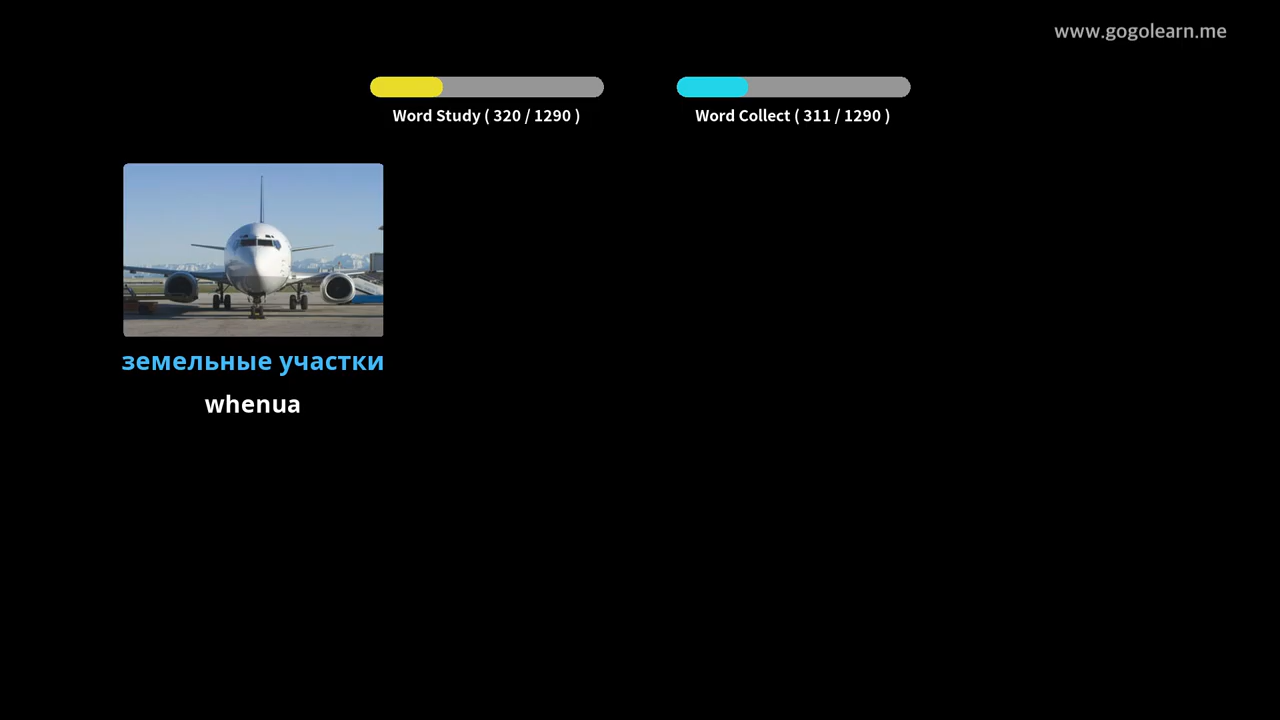 www.gogolearn.me
Word Study ( 320 / 1290 )
Word Collect ( 311 / 1290 )
земельные участки
whenua